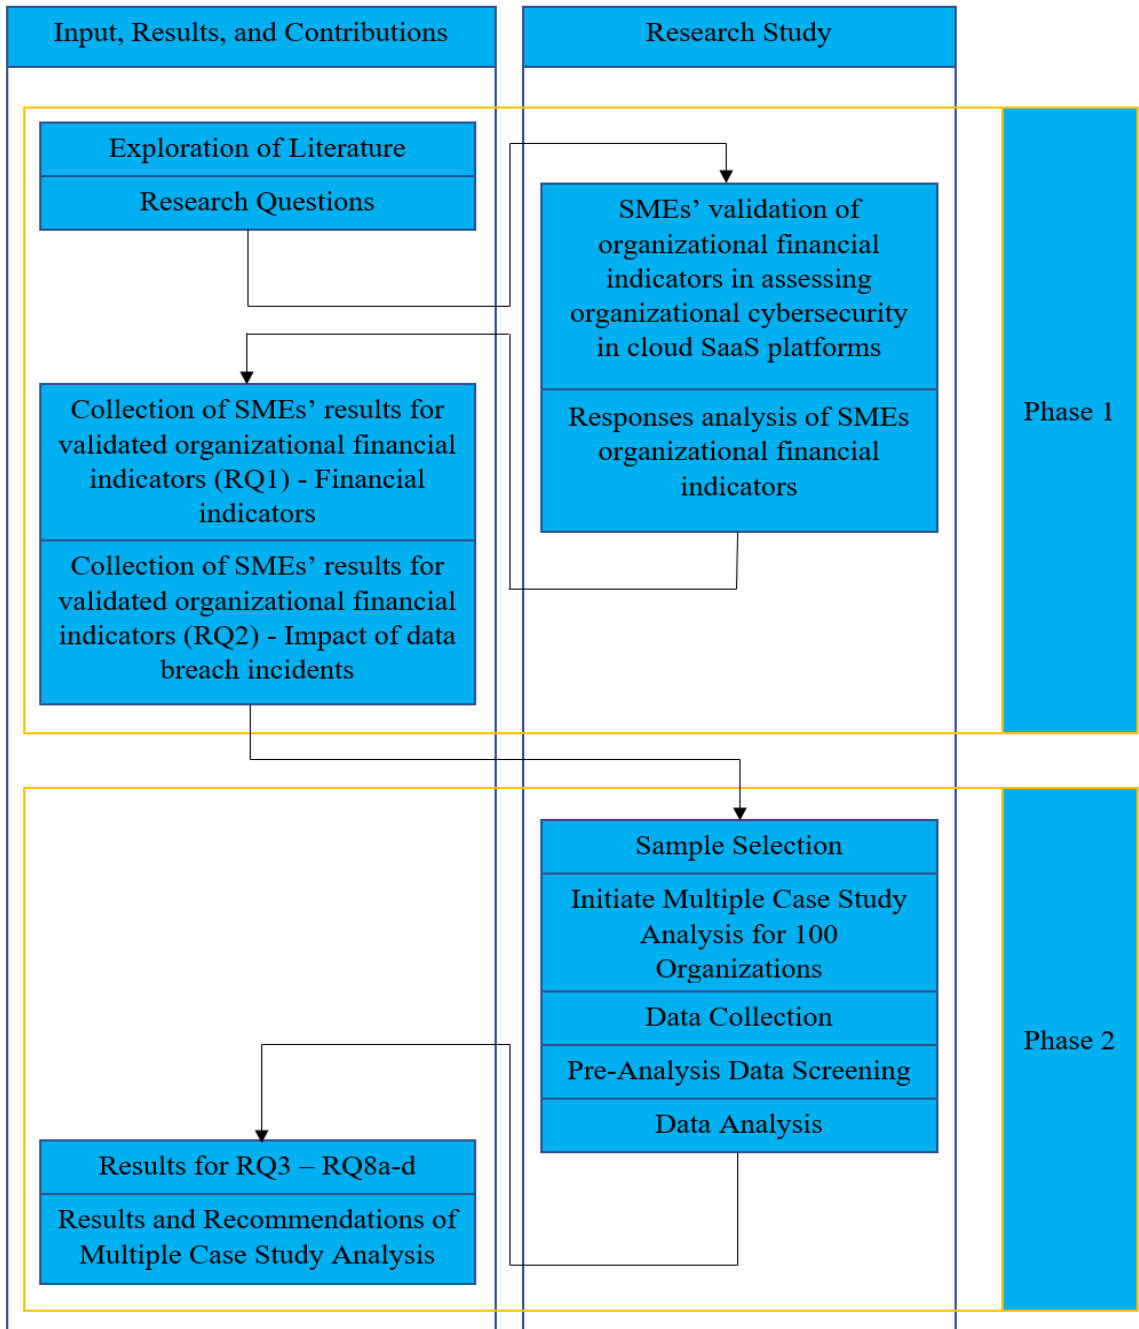 Input, Results, and Contributions
Research Study
Exploration of Literature
Research Questions
SMEs’ validation of
organizational financial
indicators in assessing
organizational cybersecurity
in cloud SaaS platforms
Responses analysis of SMEs
organizational financial
indicators
Collection of SMEs’ results for
validated organizational financial
indicators (RQ1) - Financial
indicators
Collection of SMEs’ results for
validated organizational financial
indicators (RQ2) - Impact of data
breach incidents
Phase 1
Sample Selection
Initiate Multiple Case Study
Analysis for 100
Organizations
Data Collection
Pre-Analysis Data Screening
Data Analysis
Results for RQ3 – RQ8a-d
Results and Recommendations of
Multiple Case Study Analysis
Phase 2